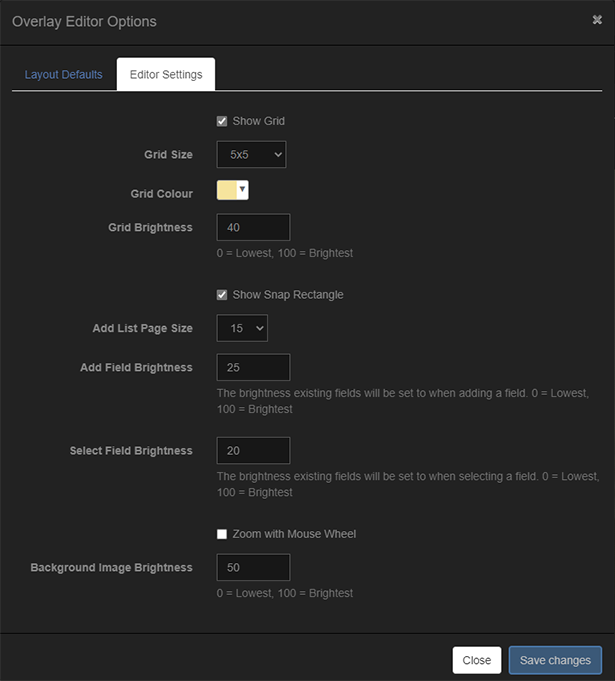 Overlay Editor Options
Layout Defaults
Editor Settings
Show Grid
Grid Size
5x5
Grid Colour
Grid Brightness
40
0 = Lowest, 100 = Brightest
Show Snap Rectangle
Add List Page Size
15
Add Field Brightness
25
The brightness existing fields will be set to when adding a field. 0 = Lowest,
100 = Brightest
Select Field Brightness
20
The brightness existing fields will be set to when selecting a field. 0 = Lowest,
100 = Brightest
Zoom with Mouse Wheel
Background Image Brightness
50
0 = Lowest, 100 = Brightest
Close
Save changes